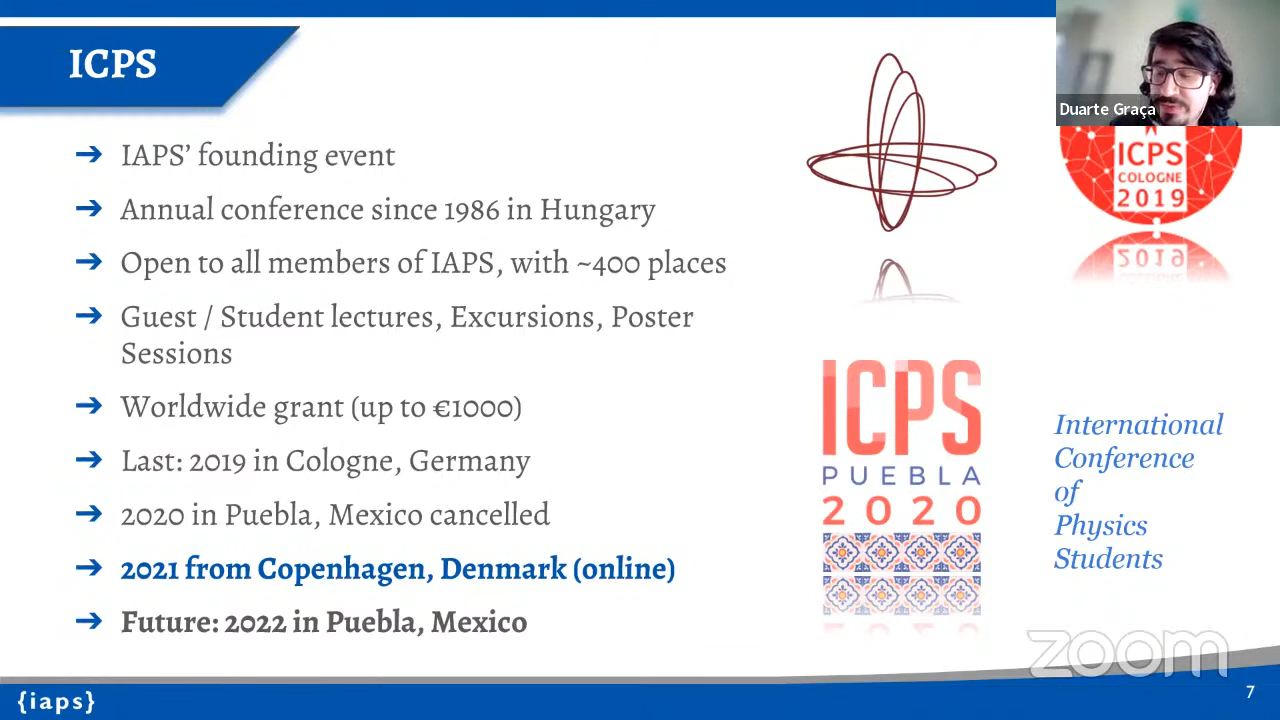 ICPS
➔ IAPS’ founding event
➔ Annual conference since 1986 in Hungary
➔ Open to all members of IAPS, with ~400 places
➔ Guest / Student lectures, Excursions, Poster
Sessions
➔ Worldwide grant (up to €1000)
➔ Last: 2019 in Cologne, Germany
➔ 2020 in Puebla, Mexico cancelled
➔ 2021 from Copenhagen, Denmark (online)
➔ Future: 2022 in Puebla, Mexico
Duarte Graça
ICPS
COLOGNE
2019
ICPS
PUEBLA
2020
International
Conference
of
Physics
Students
zoom
{iaps}
7